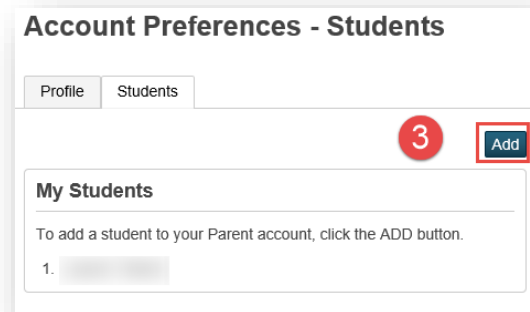 Account Preferences - Students
Profile Students
3 Add
My Students
To add a student to your Parent account, click the ADD button.
1.